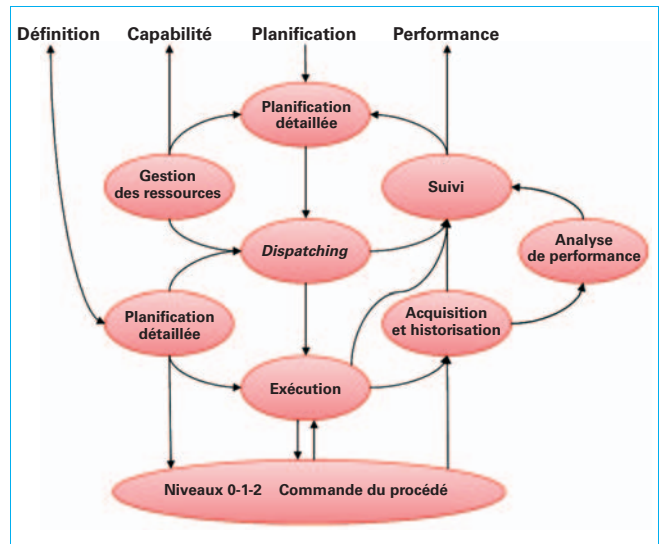 Définition Capabilité Planification Performance
Planification
détaillée
Gestion
des ressources
Suivi
Dispatching
Analyse
de performance
Planification
détaillée
Acquisition
et historisation
Exécution
Niveaux 0-1-2 Commande du procédé